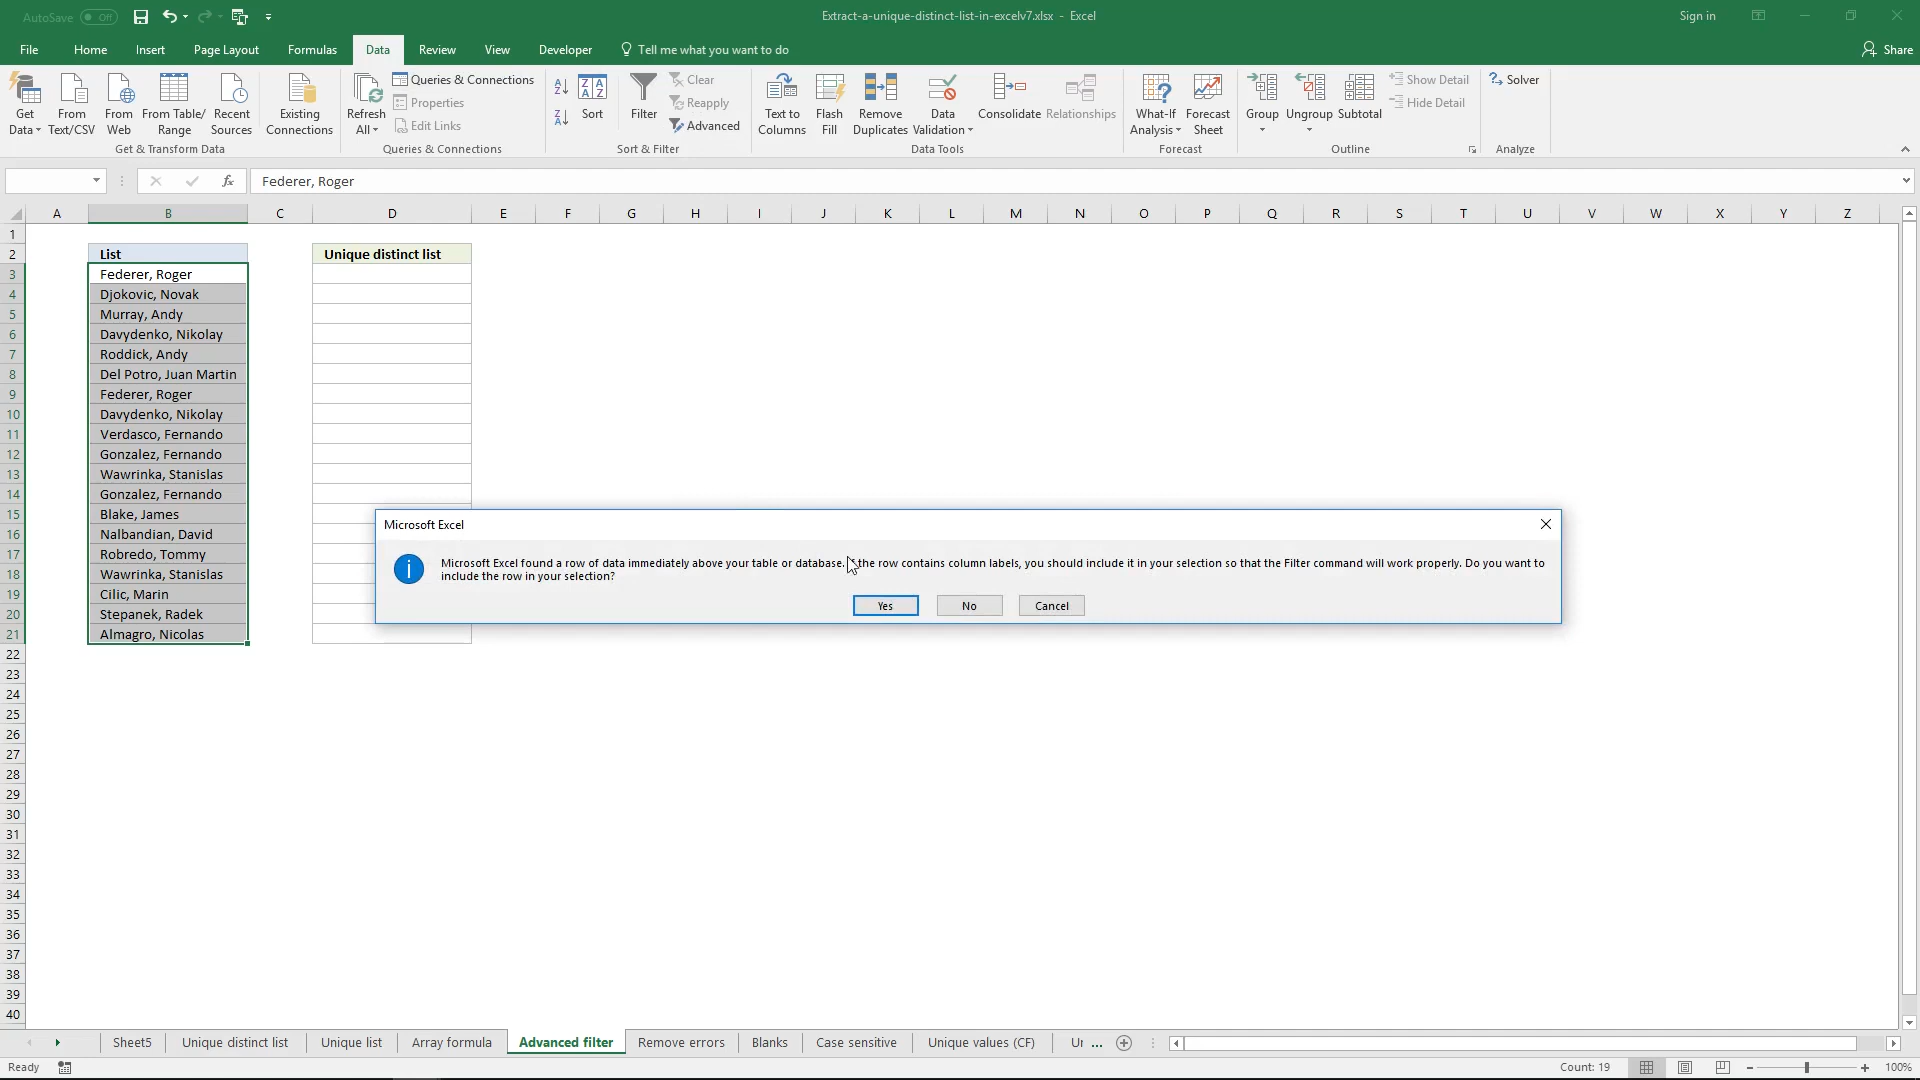 AutoSave Off
Extract-a-unique-distinct-list-in-excelv7.xlsx - Excel
Sign in
File Home Insert Page Layout Formulas Data Review View Developer Tell me what you want to do Share
Get Data
From Text/CSV
From Web
From Table/ Range
Recent Sources
Existing Connections
Get & Transform Data
Refresh All
Queries & Connections
Properties
Edit Links
Queries & Connections
Sort
Filter
Clear
Reapply
Advanced
Sort & Filter
Text to Columns
Flash Fill
Remove Duplicates
Data Validation
Consolidate
Relationships
Data Tools
What-If Analysis
Forecast Sheet
Forecast
Group
Ungroup
Subtotal
Show Detail
Hide Detail
Outline
Solver
Analyze
fx Federer, Roger
A B C D E F G H I J K L M N O P Q R S T U V W X Y Z
1
2 List Unique distinct list
3 Federer, Roger
4 Djokovic, Novak
5 Murray, Andy
6 Davydenko, Nikolay
7 Roddick, Andy
8 Del Potro, Juan Martin
9 Federer, Roger
10 Davydenko, Nikolay
11 Verdasco, Fernando
12 Gonzalez, Fernando
13 Wawrinka, Stanislas
14 Gonzalez, Fernando
15 Blake, James
16 Nalbandian, David
17 Robredo, Tommy
18 Wawrinka, Stanislas
19 Cilic, Marin
20 Stepanek, Radek
21 Almagro, Nicolas
22
23
24
25
26
27
28
29
30
31
32
33
34
35
36
37
38
39
40
Microsoft Excel
Microsoft Excel found a row of data immediately above your table or database. the row contains column labels, you should include it in your selection so that the Filter command will work properly. Do you want to
include the row in your selection?
Yes No Cancel
Sheet5 Unique distinct list Unique list Array formula Advanced filter Remove errors Blanks Case sensitive Unique values (CF) Ur ...
Ready Count: 19 100%